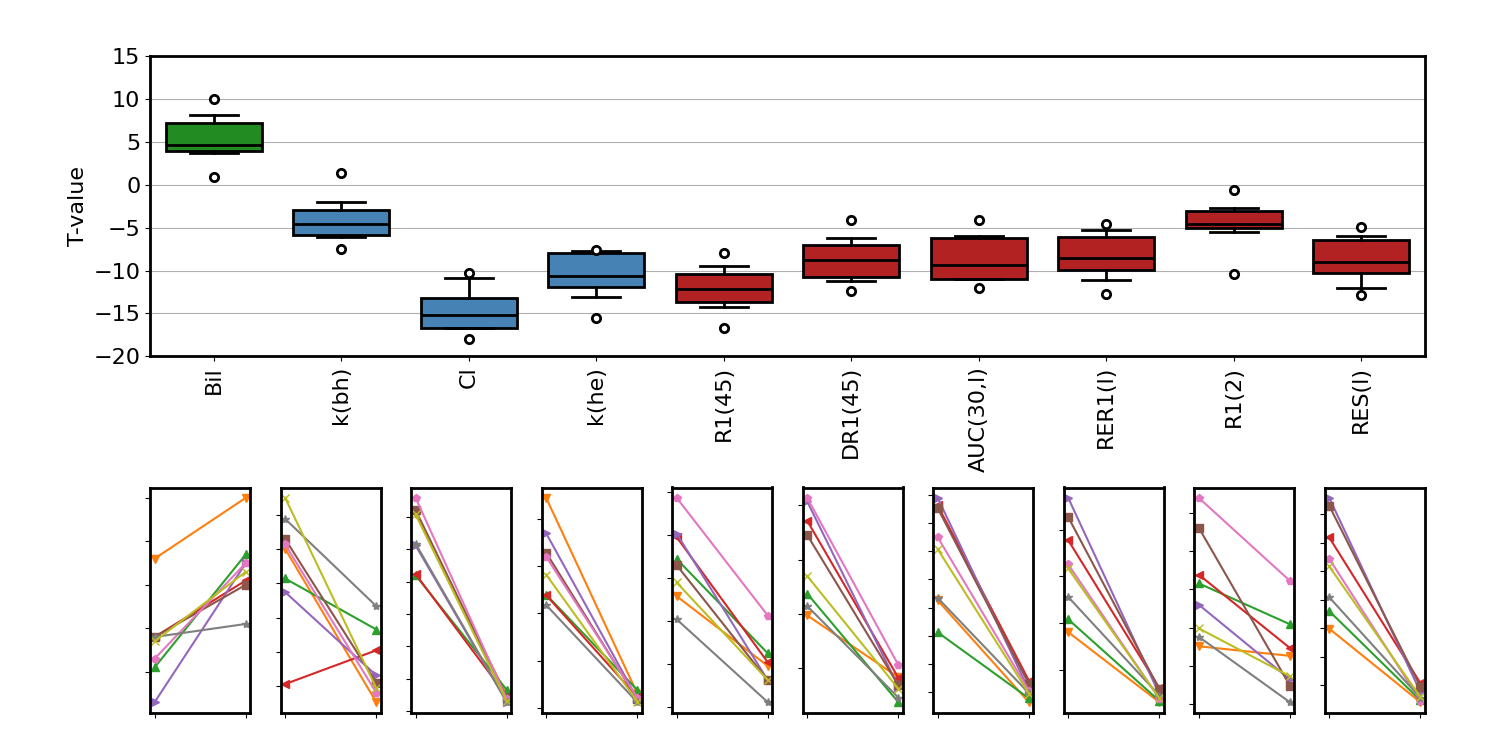 15
10
5
0
−5
−10
−15
−20
T-value
Bil
k(bh)
Cl
k(he)
R1(45)
DR1(45)
AUC(30,I)
RER1(I)
R1(2)
RES(I)